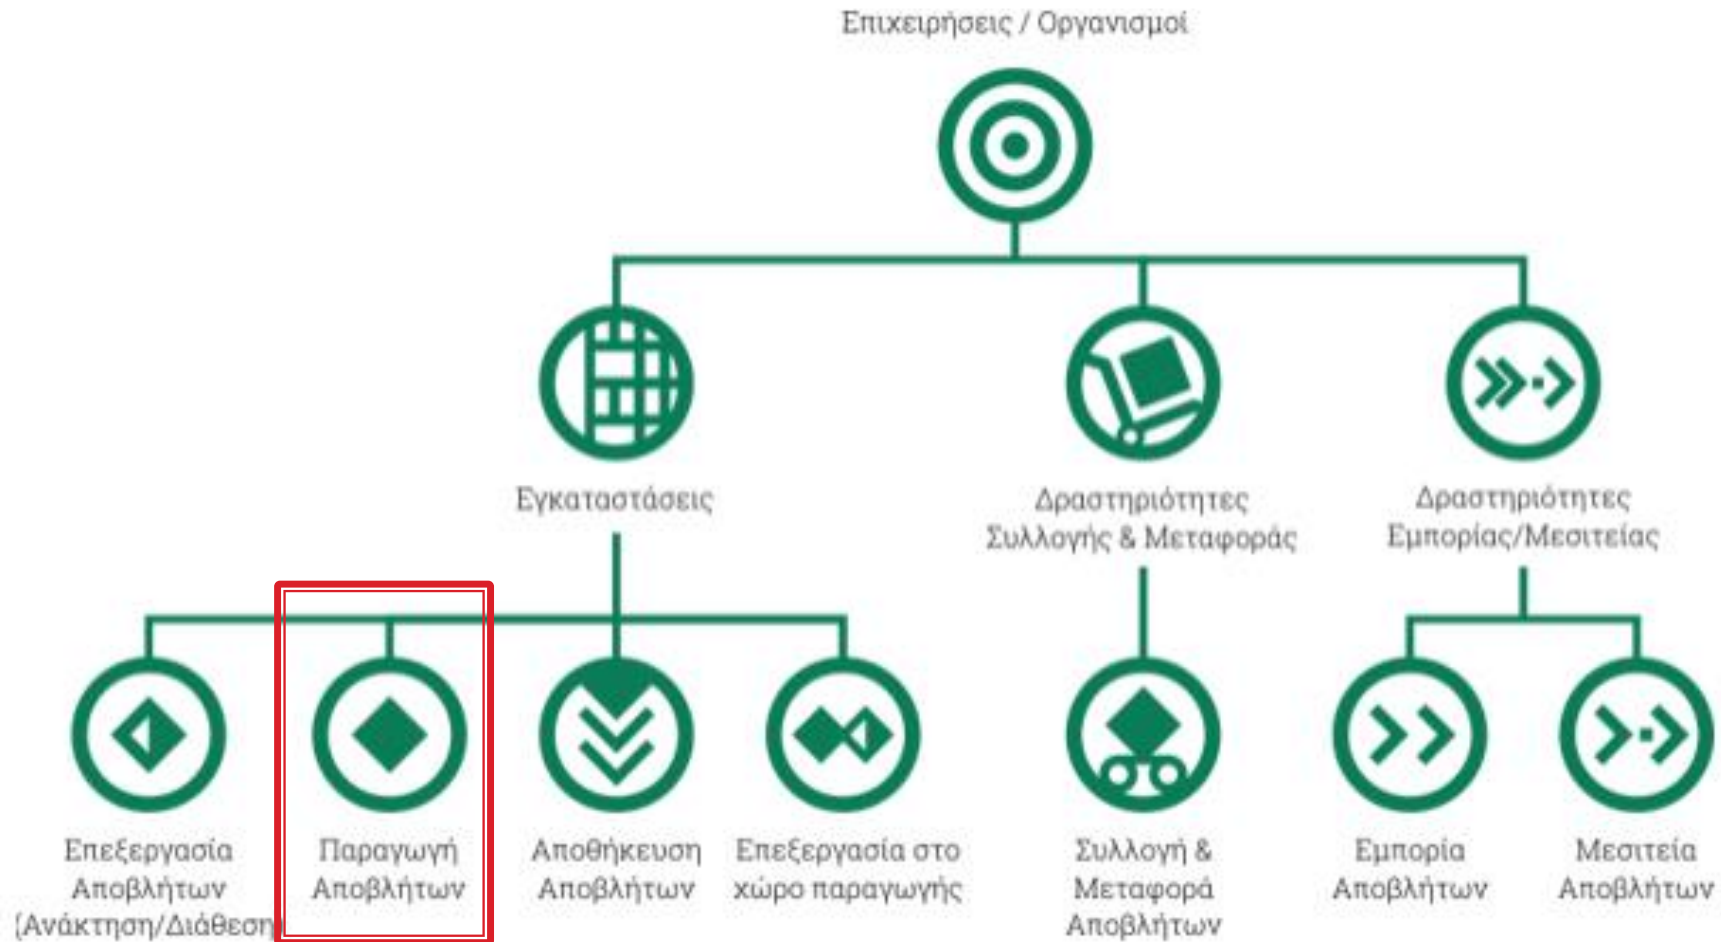 Επιχειρήσεις / Οργανισμοί
Εγκαταστάσεις
Δραστηριότητες
Συλλογής & Μεταφοράς
Δραστηριότητες
Εμπορίας/Μεσιτείας
Επεξεργασία
Αποβλήτων
(Ανάκτηση/Διάθεση
Παραγωγή
Αποβλήτων
Αποθήκευση
Αποβλήτων
Επεξεργασία στο
χώρο παραγωγής
Συλλογή &
Μεταφορά
Αποβλήτων
Εμπορία
Αποβλήτων
Μεσιτεία
Αποβλήτων